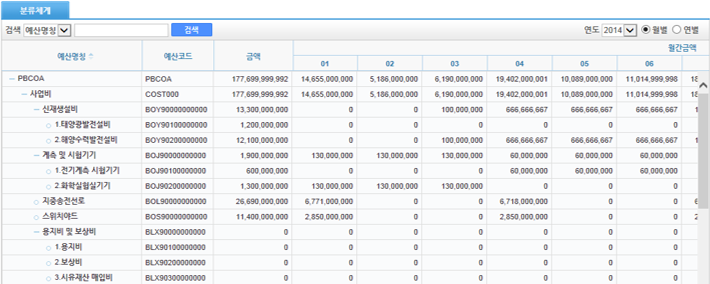 분류체계
검색 예산명칭 검색 연도 2014 월별 연별
예산명칭 예산코드 금액 월간금액
01 02 03 04 05 06
PBCOA PBCOA 177,699,999,992 14,655,000,000 5,186,000,000 6,190,000,000 19,402,000,001 10,089,000,000 11,014,999,998 18
사업비 COST000 177,699,999,992 14,655,000,000 5,186,000,000 6,190,000,000 19,402,000,001 10,089,000,000 11,014,999,998 18
신재생설비 BOY90000000000 13,300,000,000 0 0 100,000,000 666,666,667 666,666,667 666,666,667
1.태양광발전설비 BOY90100000000 1,200,000,000 0 0 0 0 0 0
2.해양수력발전설비 BOY90200000000 12,100,000,000 0 0 100,000,000 666,666,667 666,666,667 666,666,667
계측 및 시험기기 BOJ90000000000 1,900,000,000 130,000,000 130,000,000 130,000,000 60,000,000 60,000,000 60,000,000
1.전기계측 시험기기 BOJ90100000000 600,000,000 0 0 0 60,000,000 60,000,000 60,000,000
2.화학실험실기기 BOJ90200000000 1,300,000,000 130,000,000 130,000,000 130,000,000 0 0 0
지중송전선로 BOL90000000000 26,690,000,000 6,771,000,000 0 0 6,718,000,000 0 0 6
스위치야드 BOS90000000000 11,400,000,000 2,850,000,000 0 0 2,850,000,000 0 0 2
용지비 및 보상비 BLX90000000000 0 0 0 0 0 0 0
1.용지비 BLX90100000000 0 0 0 0 0 0 0
2.보상비 BLX90200000000 0 0 0 0 0 0 0
3.시유재산 매입비 BLX90300000000 0 0 0 0 0 0 0